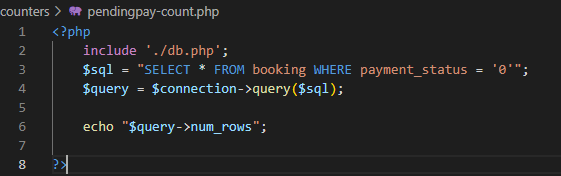 counters > pendingpay-count.php
1 <?php
2 include './db.php';
3 $sql = "SELECT * FROM booking WHERE payment_status = '0'";
4 $query = $connection->query($sql);
5
6 echo "$query->num_rows";
7
8 ?>